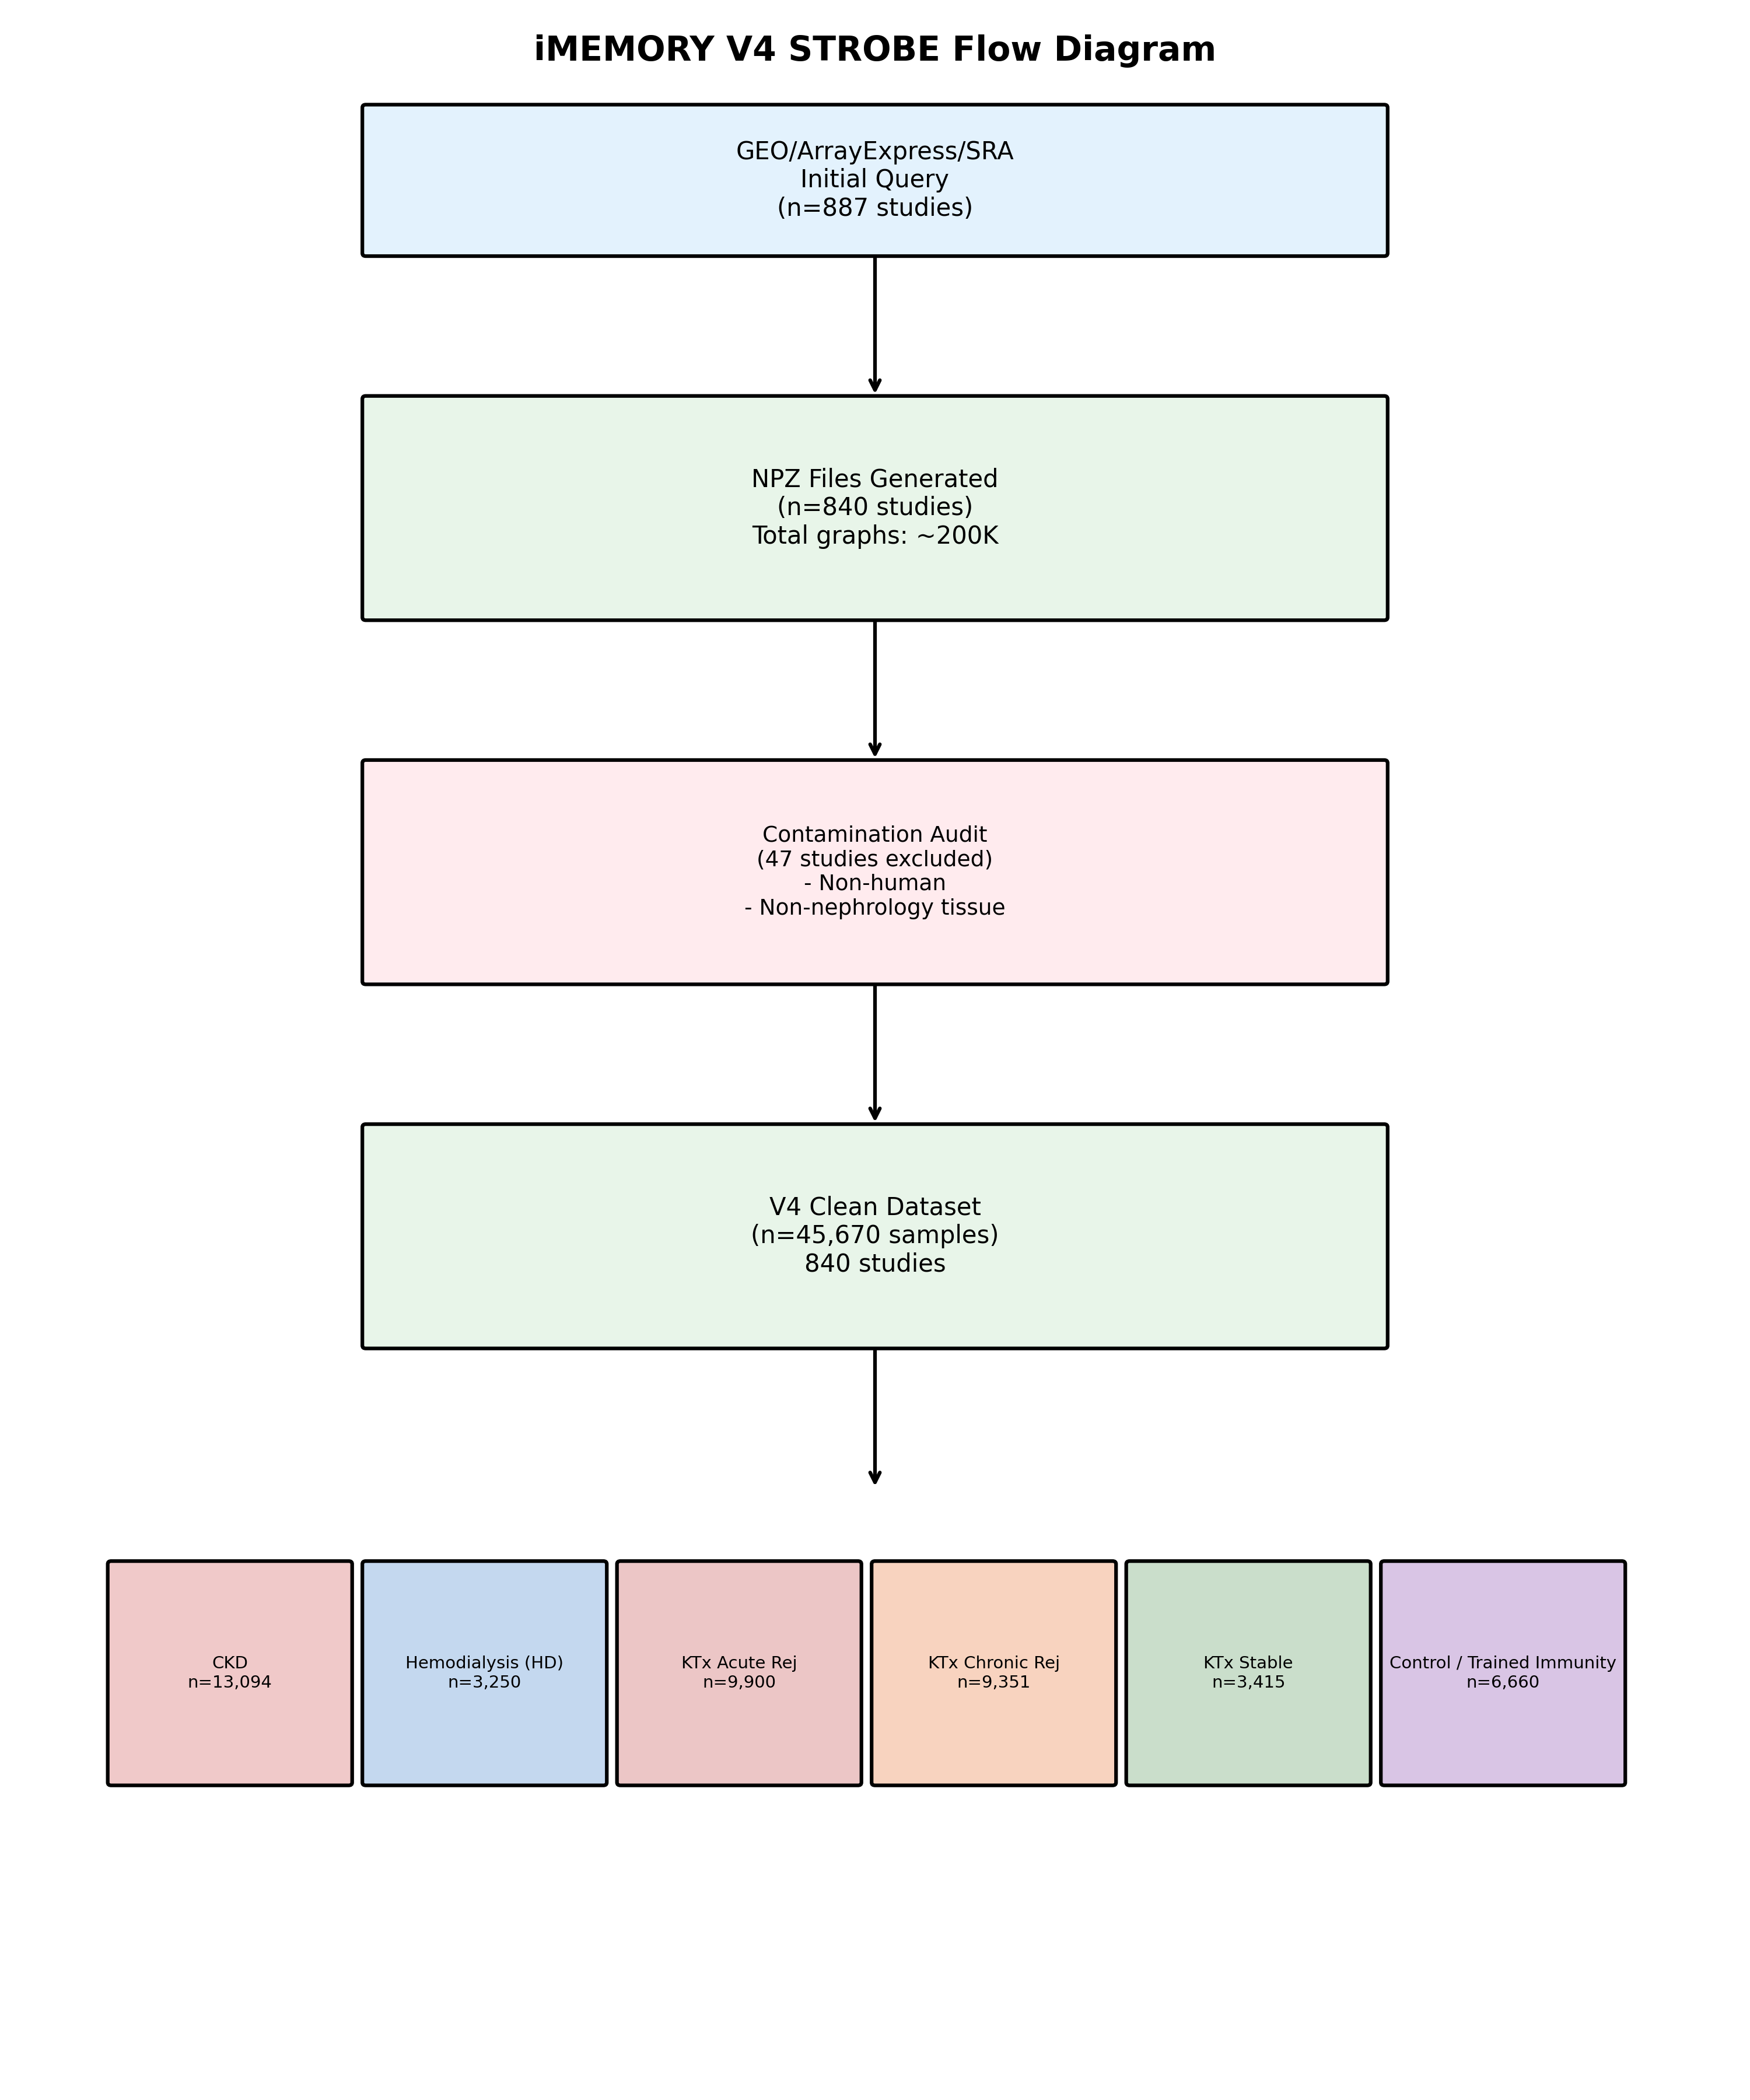 iMEMORY V4 STROBE Flow Diagram
GEO/ArrayExpress/SRA
Initial Query
(n=887 studies)
NPZ Files Generated
(n=840 studies)
Total graphs: ~200K
Contamination Audit
(47 studies excluded)
- Non-human
- Non-nephrology tissue
V4 Clean Dataset
(n=45,670 samples)
840 studies
CKD
n=13,094
Hemodialysis (HD)
n=3,250
KTx Acute Rej
n=9,900
KTx Chronic Rej
n=9,351
KTx Stable
n=3,415
Control / Trained Immunity
n=6,660